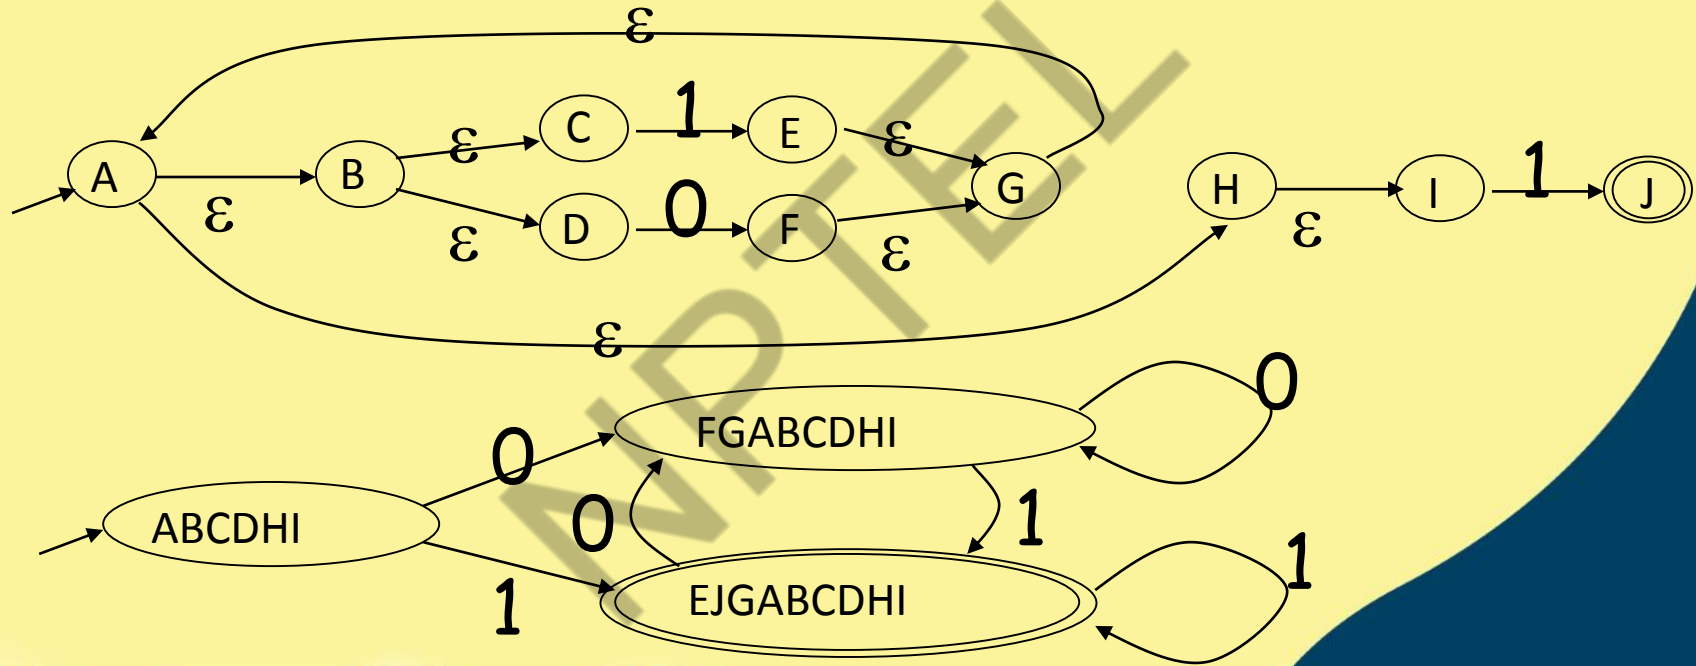 ε
A
ε
B
ε
ε
C
1
E
ε
D
0
F
ε
G
H
ε
I
1
J
ε
NPTEL
ABCDHI
0
1
FGABCDHI
0
0
1
EJGABCDHI
1